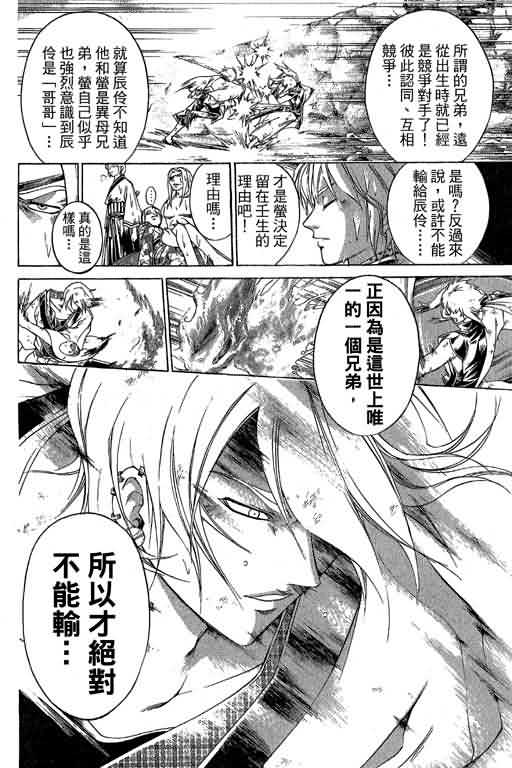 所謂的兄弟，遠
從出生時就已經
是競爭對手了！
彼此認同、互相
競爭…
就算辰伶不知道
他和螢是異母兄
弟，螢自己似乎
也強烈意識到辰
伶是「哥哥」…
是嗎？反過來
說，或許不能
輸給辰伶…
才是螢決定
留在壬生的
理由吧！
理由嗎…
…
真的是這
樣嗎…
正因為是這世上唯
一的一個兄弟，
所以才絕對
不能輸…